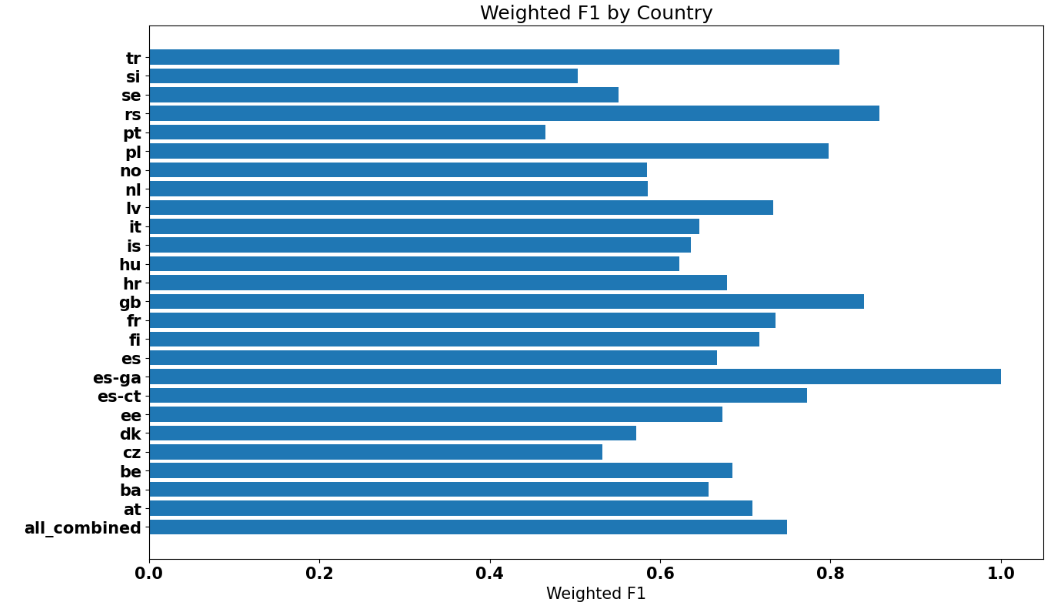 Weighted F1 by Country
tr
si
se
rs
pt
pl
no
nl
lv
it
is
hu
hr
gb
fr
fi
es
es-ga
es-ct
ee
dk
cz
be
ba
at
all_combined
0.0 0.2 0.4 0.6 0.8 1.0
Weighted F1